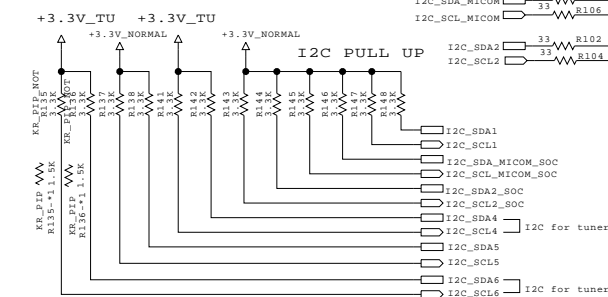 I2C_SDA_MICOM
33
R106
I2C_SCL_MICOM
+3.3V_TU
+3.3V_TU
+3.3V_NORMAL
+3.3V_NORMAL
I2C PULL UP
33
R102
I2C_SDA2
33
R104
I2C_SCL2
KR_PIP_NOT
R135
3.3K
KR_PIP_NOT
R136
3.3K
R137
3.3K
R138
3.3K
R141
3.3K
R142
3.3K
R143
3.3K
R144
3.3K
R145
3.3K
R146
3.3K
R147
3.3K
R148
3.3K
I2C_SDA1
I2C_SCL1
I2C_SDA_MICOM_SOC
I2C_SCL_MICOM_SOC
I2C_SDA2_SOC
I2C_SCL2_SOC
KR_PIP
R135-*1 1.5K
KR_PIP
R136-*1 1.5K
I2C_SDA4
I2C_SCL4
I2C for tuner
I2C_SDA5
I2C_SCL5
I2C_SDA6
I2C_SCL6
I2C for tuner